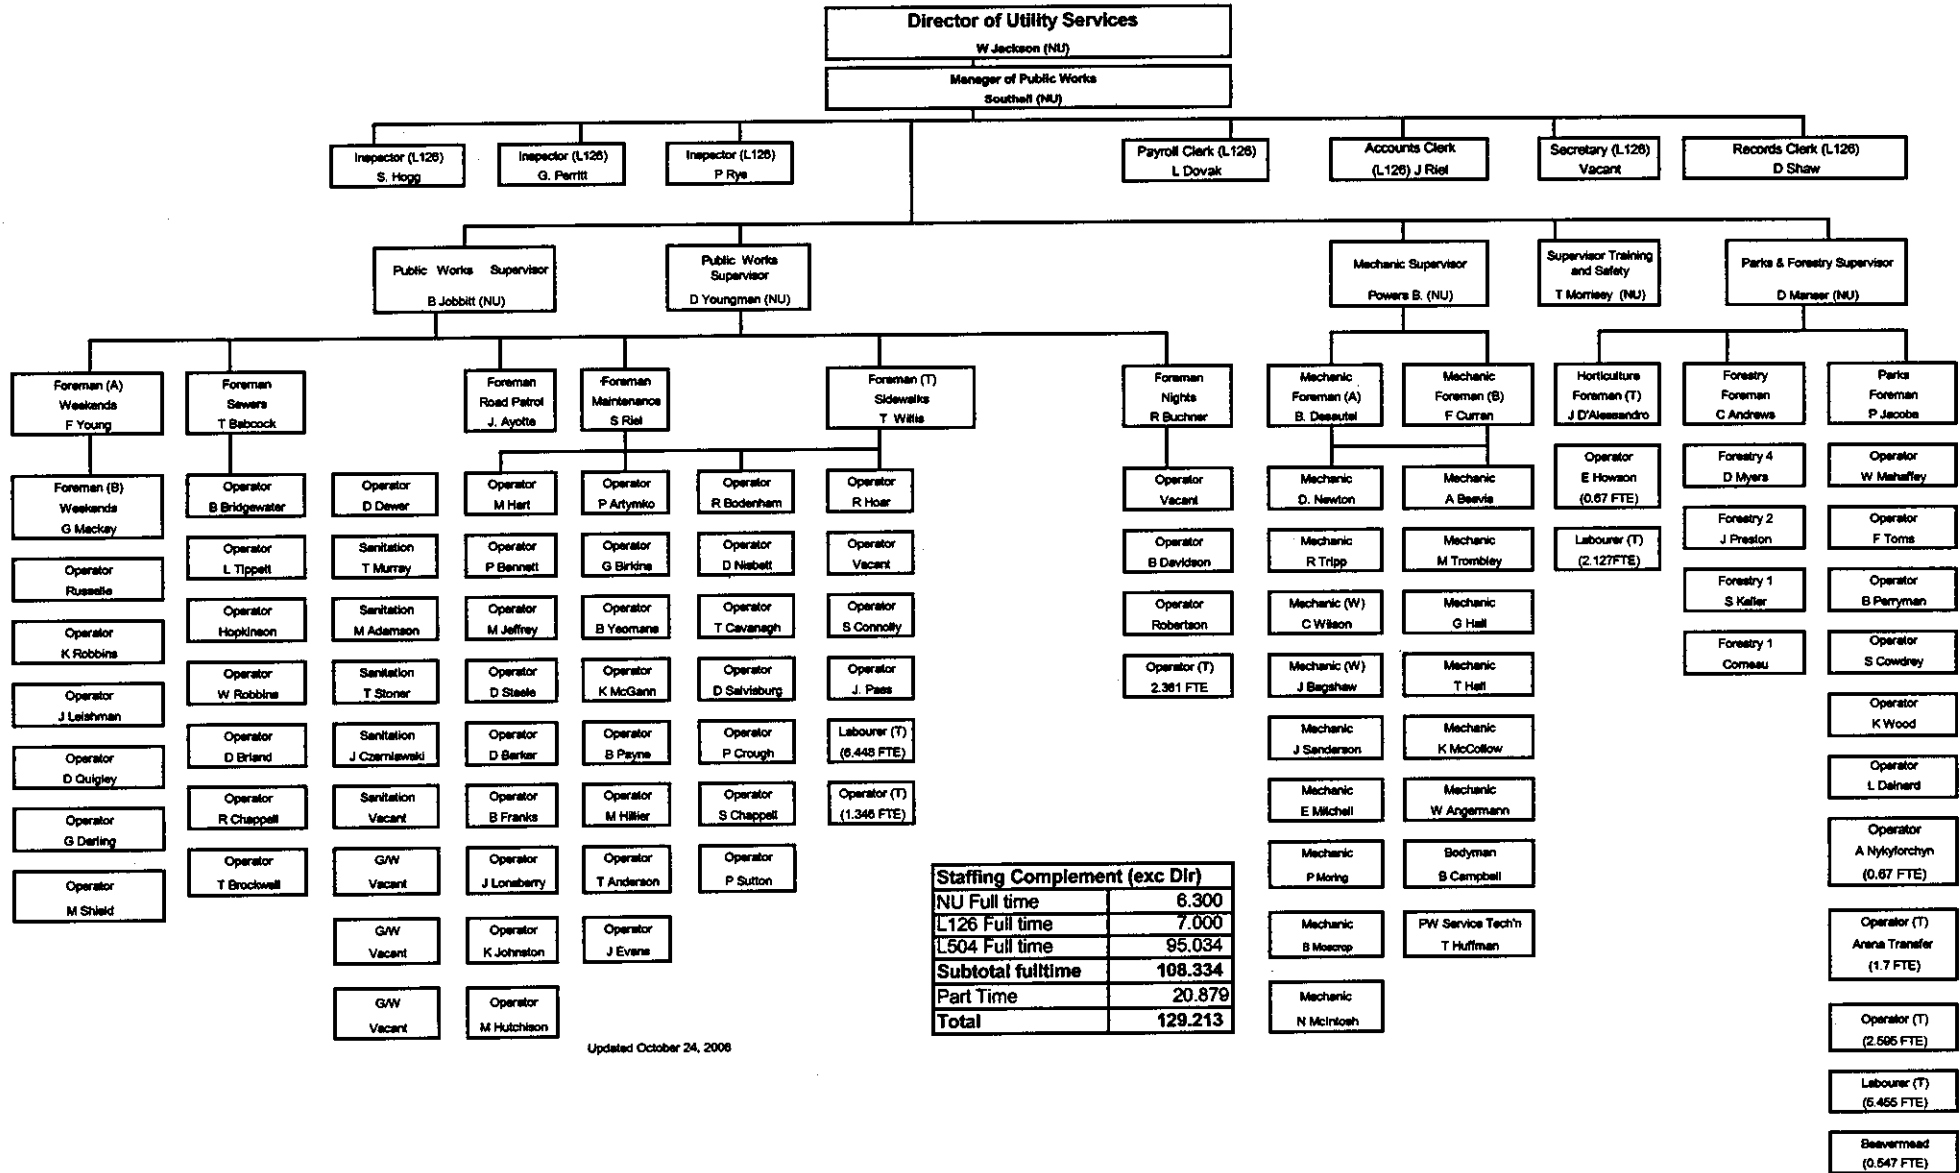 Director of Utility Services
W Jackson (NU)
Manager of Public Works
Southall (NU)
Inspector (L126)
S. Hogg
Inspector (L126)
G. Perritt
Inspector (L126)
P Rye
Payroll Clerk (L126)
L Dovak
Accounts Clerk
(L126) J Riel
Secretary (L126)
Vacant
Records Clerk (L126)
D Shaw
Public Works Supervisor
B Jobbitt (NU)
Public Works
Supervisor
D Youngman (NU)
Mechanic Supervisor
Powers B. (NU)
Supervisor Training
and Safety
T Morrisey (NU)
Parks & Forestry Supervisor
D Manser (NU)
Foreman (A)
Weekends
F Young
Foreman
Sewers
T Babcock
Foreman
Road Patrol
J. Ayotte
Foreman
Maintenance
S Riel
Foreman (T)
Sidewalks
T Willis
Foreman
Nights
R Buchner
Mechanic
Foreman (A)
B. Desautel
Mechanic
Foreman (B)
F Curran
Horticulture
Foreman (T)
J D'Alessandro
Forestry
Foreman
C Andrews
Parks
Foreman
P Jacobs
Foreman (B)
Weekends
G Mackay
Operator
Russelle
Operator
K Robbins
Operator
J Leishman
Operator
D Quigley
Operator
G Darling
Operator
M Shield
Operator
B Bridgewater
Operator
L Tippett
Operator
Hopkinson
Operator
W Robbins
Operator
D Briand
Operator
R Chappell
Operator
T Brockwell
Operator
D Dewer
Sanitation
T Murray
Sanitation
M Adamson
Sanitation
T Stoner
Sanitation
J Czerniawski
Sanitation
Vacant
G/W
Vacant
G/W
Vacant
G/W
Vacant
Operator
M Hart
Operator
P Bennett
Operator
M Jeffrey
Operator
D Steele
Operator
D Barker
Operator
B Franks
Operator
J Lonsberry
Operator
K Johnston
Operator
M Hutchison
Operator
P Artymko
Operator
G Birkins
Operator
B Yeomans
Operator
K McGann
Operator
B Payne
Operator
M Hillier
Operator
T Anderson
Operator
J Evans
Operator
R Bodenham
Operator
D Nisbett
Operator
T Cavanagh
Operator
D Salvisburg
Operator
P Crough
Operator
S Chappell
Operator
P Sutton
Operator
R Hoar
Operator
Vacant
Operator
S Connolly
Operator
J. Pass
Labourer (T)
(6.448 FTE)
Operator (T)
(1.346 FTE)
Operator
Vacant
Operator
B Davidson
Operator
Robertson
Operator (T)
2.361 FTE
Mechanic
D. Newton
Mechanic
R Tripp
Mechanic (W)
C Wilson
Mechanic (W)
J Bagshaw
Mechanic
J Sanderson
Mechanic
E Mitchell
Mechanic
P Moring
Mechanic
B Moscrop
Mechanic
N McIntosh
Mechanic
A Beavis
Mechanic
M Trombley
Mechanic
G Hall
Mechanic
T Hall
Mechanic
K McCollow
Mechanic
W Angermann
Bodyman
B Campbell
PW Service Tech'n
T Huffman
Operator
E Howson
(0.67 FTE)
Labourer (T)
(2.127FTE)
Forestry 4
D Myers
Forestry 2
J Preston
Forestry 1
S Keller
Forestry 1
Comeau
Operator
W Mahaffey
Operator
F Toms
Operator
B Perryman
Operator
S Cowdrey
Operator
K Wood
Operator
L Dainard
Operator
A Nykyforchyn
(0.67 FTE)
Operator (T)
Arena Transfer
(1.7 FTE)
Operator (T)
(2.595 FTE)
Labourer (T)
(5.455 FTE)
Beavermead
(0.547 FTE)
Staffing Complement (exc Dir)
NU Full time 6.300
L126 Full time 7.000
L504 Full time 95.034
Subtotal fulltime 108.334
Part Time 20.879
Total 129.213
Updated October 24, 2006